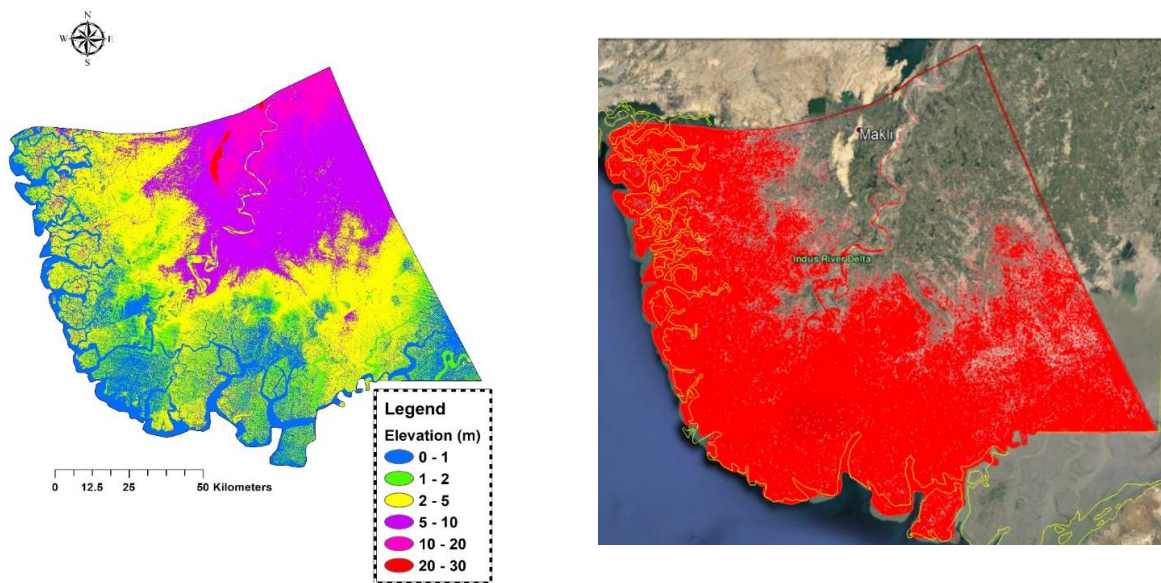 N
W E
S
Legend
Elevation (m)
0 - 1
1 - 2
2 - 5
5 - 10
10 - 20
20 - 30
0 12.5 25 50 Kilometers
Makli
Indus River Delta